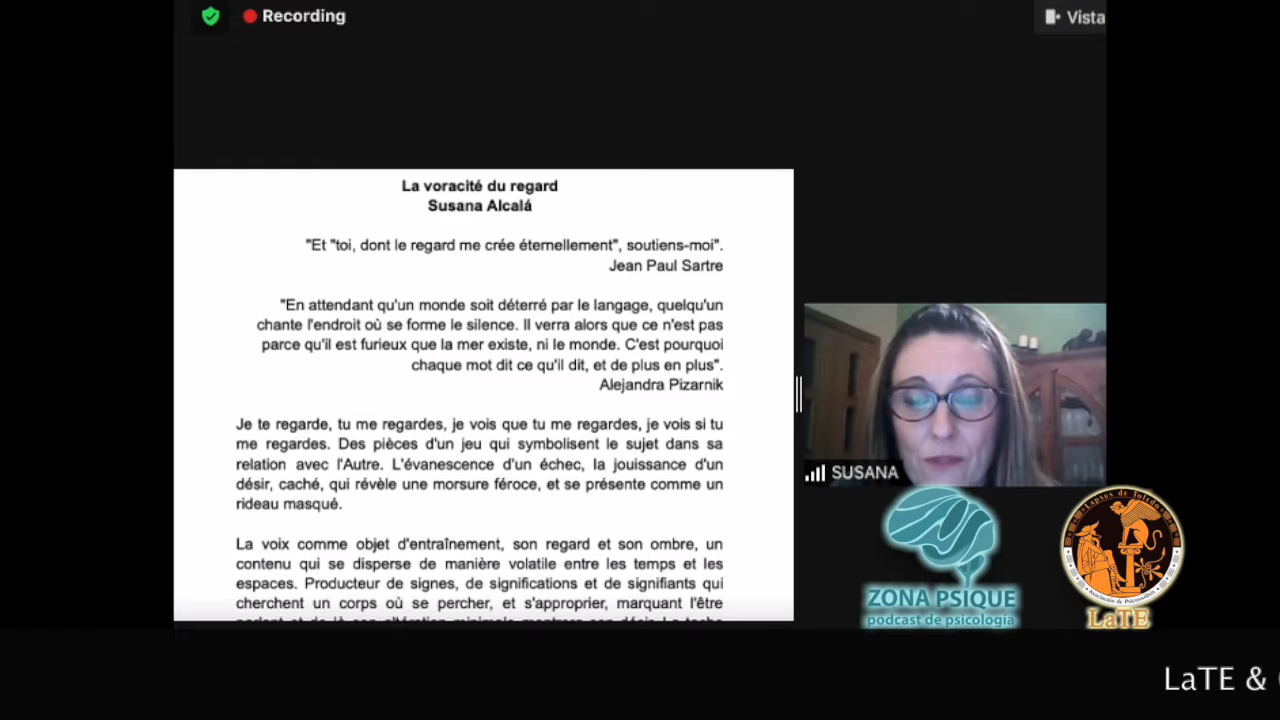 Recording
Vista
La voracité du regard
Susana Alcalá
"Et "toi, dont le regard me crée éternellement", soutiens-moi".
Jean Paul Sartre
"En attendant qu'un monde soit déterré par le langage, quelqu'un
chante l'endroit où se forme le silence. Il verra alors que ce n'est pas
parce qu'il est furieux que la mer existe, ni le monde. C'est pourquoi
chaque mot dit ce qu'il dit, et de plus en plus".
Alejandra Pizarnik
Je te regarde, tu me regardes, je vois que tu me regardes, je vois si tu
me regardes. Des pièces d'un jeu qui symbolisent le sujet dans sa
relation avec l'Autre. L'évanescence d'un échec, la jouissance d'un
désir, caché, qui révèle une morsure féroce, et se présente comme un
rideau masqué.
La voix comme objet d'entraînement, son regard et son ombre, un
contenu qui se disperse de manière volatile entre les temps et les
espaces. Producteur de signes, de significations et de signifiants qui
cherchent un corps où se percher, et s'approprier, marquant l'être
SUSANA
ZONA PSIQUE
podcast de psicología
Lapsus de Toledo
Asociación de Psicoanálisis
LaTE
LaTE &